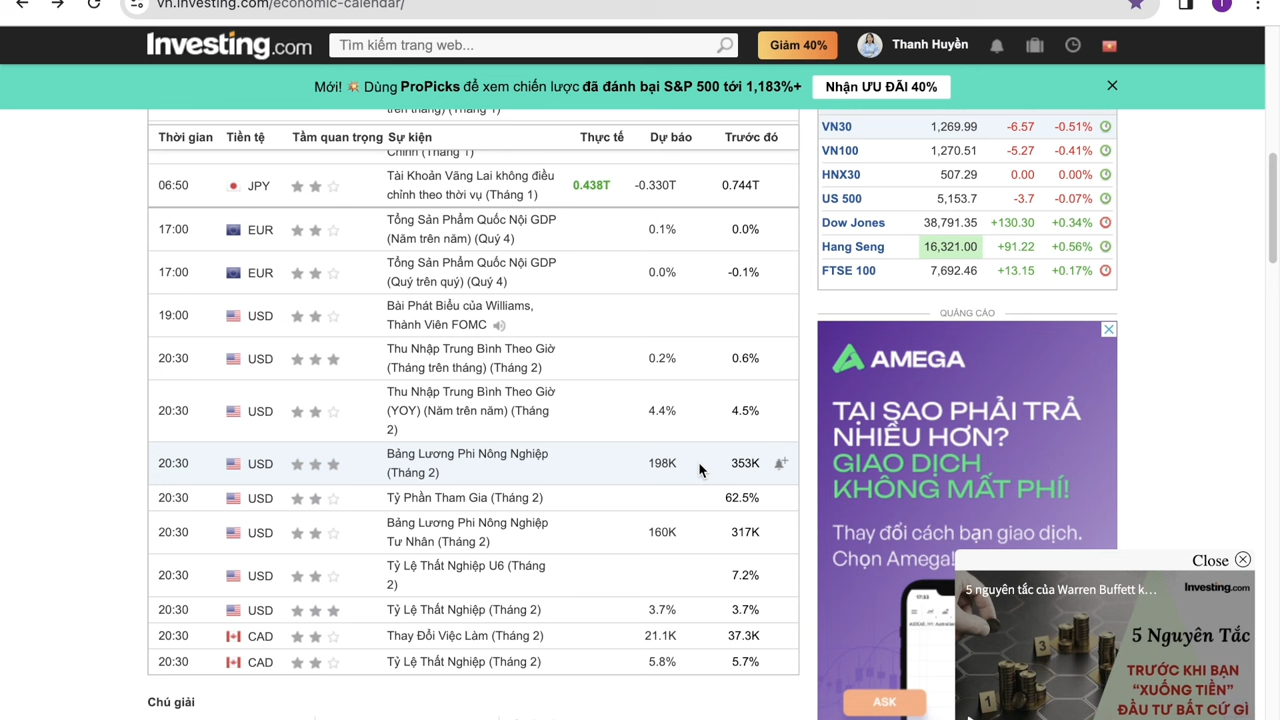 vn.investing.com/economic-calendar/
Investing.com
Tìm kiếm trang web...
Giảm 40%
Thanh Huyền
Mới! 💥 Dùng ProPicks để xem chiến lược đã đánh bại S&P 500 tới 1,183%+
Nhận ƯU ĐÃI 40%
trên tháng) (Tháng 1)
Thời gian Tiền tệ Tầm quan trọng Sự kiện Thực tế Dự báo Trước đó
Chỉnh (Tháng 1)
06:50 JPY Tài Khoản Vãng Lai không điều 0.438T -0.330T 0.744T
chỉnh theo thời vụ (Tháng 1)
17:00 EUR Tổng Sản Phẩm Quốc Nội GDP 0.1% 0.0%
(Năm trên năm) (Quý 4)
17:00 EUR Tổng Sản Phẩm Quốc Nội GDP 0.0% -0.1%
(Quý trên quý) (Quý 4)
19:00 USD Bài Phát Biểu của Williams,
Thành Viên FOMC
20:30 USD Thu Nhập Trung Bình Theo Giờ 0.2% 0.6%
(Tháng trên tháng) (Tháng 2)
20:30 USD Thu Nhập Trung Bình Theo Giờ 4.4% 4.5%
(YOY) (Năm trên năm) (Tháng
2)
20:30 USD Bảng Lương Phi Nông Nghiệp 198K 353K
(Tháng 2)
20:30 USD Tỷ Phần Tham Gia (Tháng 2) 62.5%
20:30 USD Bảng Lương Phi Nông Nghiệp 160K 317K
Tư Nhân (Tháng 2)
20:30 USD Tỷ Lệ Thất Nghiệp U6 (Tháng 7.2%
2)
20:30 USD Tỷ Lệ Thất Nghiệp (Tháng 2) 3.7% 3.7%
20:30 CAD Thay Đổi Việc Làm (Tháng 2) 21.1K 37.3K
20:30 CAD Tỷ Lệ Thất Nghiệp (Tháng 2) 5.8% 5.7%
Chú giải
VN30 1,269.99 -6.57 -0.51%
VN100 1,270.51 -5.27 -0.41%
HNX30 507.29 0.00 0.00%
US 500 5,153.7 -3.7 -0.07%
Dow Jones 38,791.35 +130.30 +0.34%
Hang Seng 16,321.00 +91.22 +0.56%
FTSE 100 7,692.46 +13.15 +0.17%
QUẢNG CÁO
AMEGA
TẠI SAO PHẢI TRẢ
NHIỀU HƠN?
GIAO DỊCH
KHÔNG MẤT PHÍ!
Thay đổi cách bạn giao dịch.
Chọn Amega!
ASK
Close
5 nguyên tắc của Warren Buffett k...
Investing.com
5 Nguyên Tắc
TRƯỚC KHI BẠN
“XUỐNG TIỀN”
ĐẦU TƯ BẤT CỨ GÌ